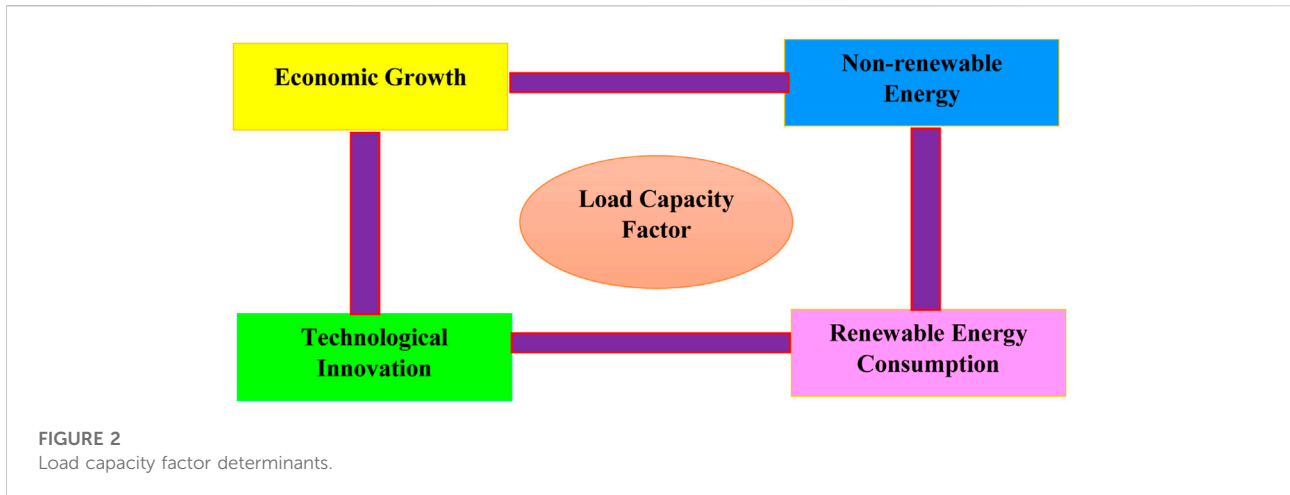 Economic Growth
Non-renewable
Energy
Load Capacity
Factor
Technological
Innovation
Renewable Energy
Consumption
FIGURE 2
Load capacity factor determinants.